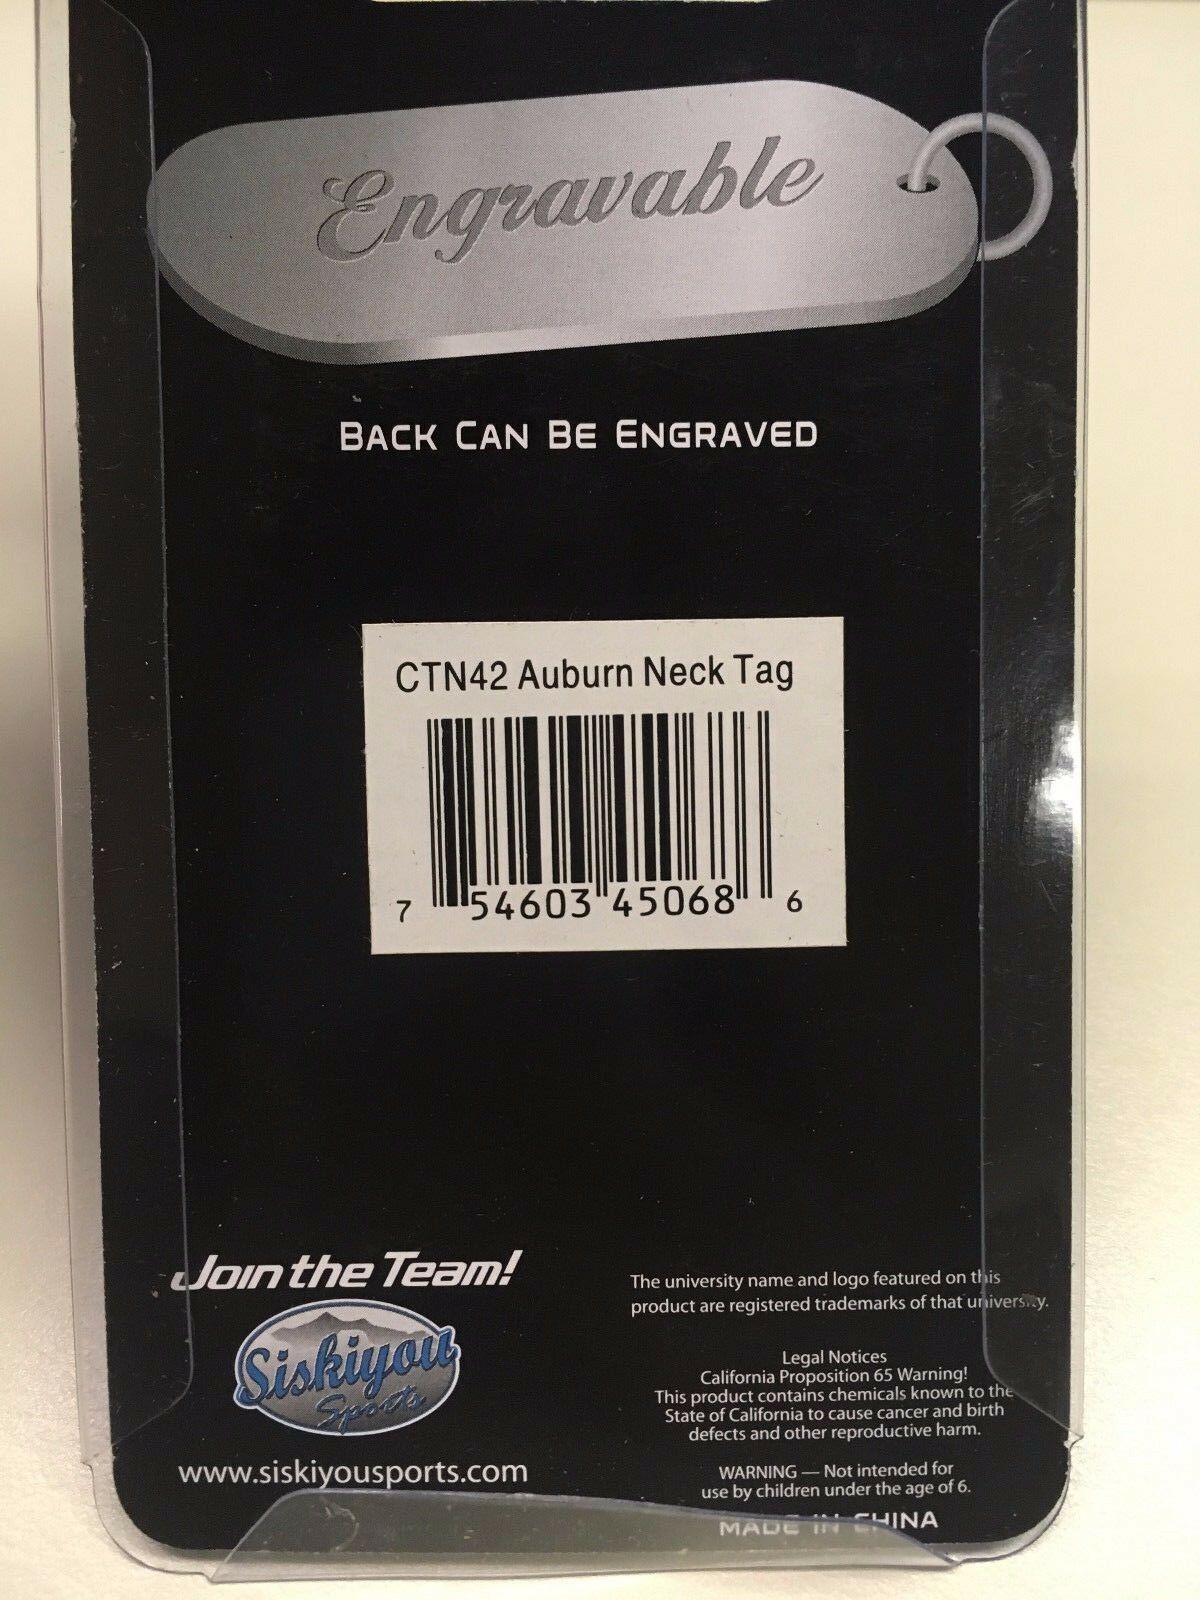 Engravable
BACK CAN BE ENGRAVED
CTN42 Auburn Neck Tag
7 54603 45068 6
Join the Team!
Siskiyou
Sports
www.siskiyousports.com
The university name and logo featured on this
product are registered trademarks of that university.
Legal Notices
California Proposition 65 Warning!
This product contains chemicals known to the
State of California to cause cancer and birth
defects and other reproductive harm.
WARNING — Not intended for
use by children under the age of 6.
MADE IN CHINA